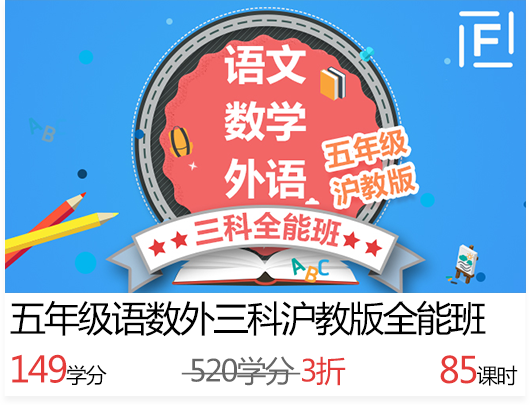 语文
数学
外语
五年级
沪教版
三科全能班
AB
ABC
F
五年级语数外三科沪教版全能班
149学分 520学分 3折 85课时